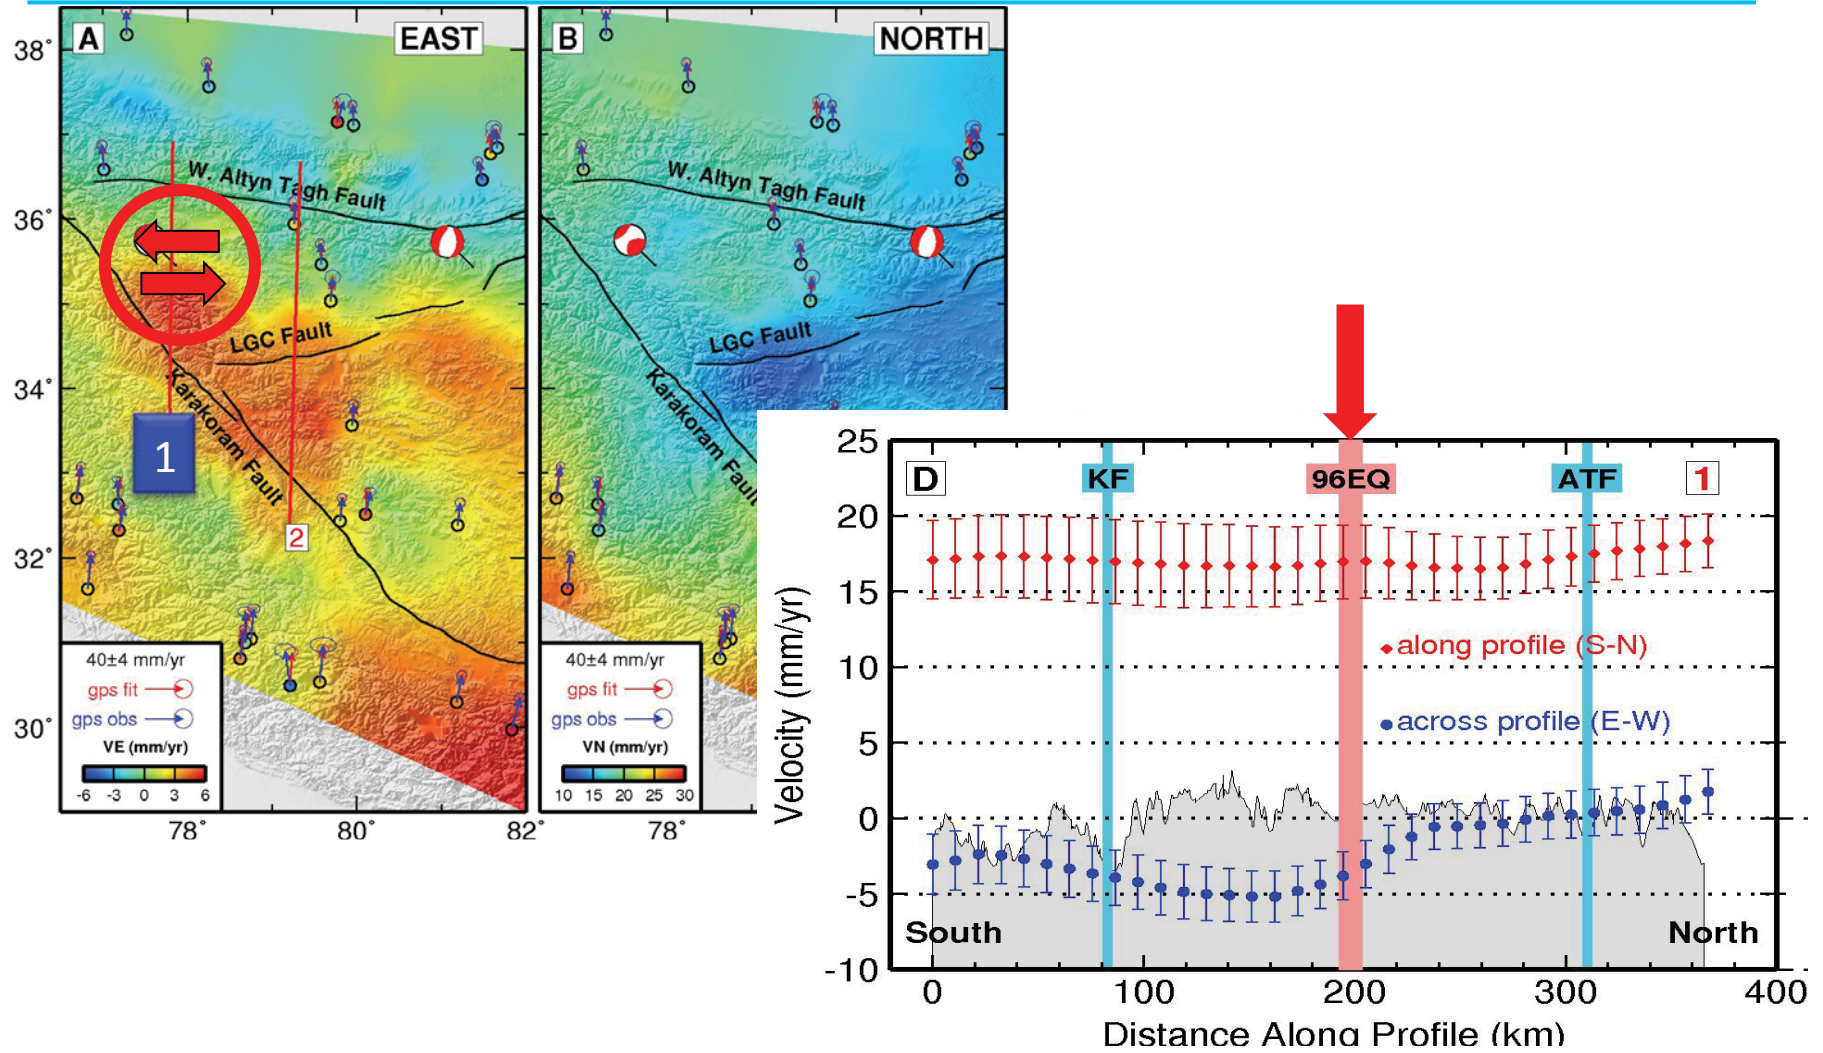 A
EAST
B
NORTH
38°
36°
34°
32°
30°
W. Altyn Tagh Fault
W. Altyn Tagh Fault
LGC Fault
LGC Fault
Karakoram Fault
Karakoram Fault
1
2
40±4 mm/yr
gps fit
gps obs
VE (mm/yr)
-6 -3 0 3 6
40±4 mm/yr
gps fit
gps obs
VN (mm/yr)
10 15 20 25 30
78° 80° 82
78°
D
KF
96EQ
ATF
1
25
20
15
10
5
0
-5
-10
Velocity (mm/yr)
along profile (S-N)
across profile (E-W)
South
North
0 100 200 300 400
Distance Along Profile (km)